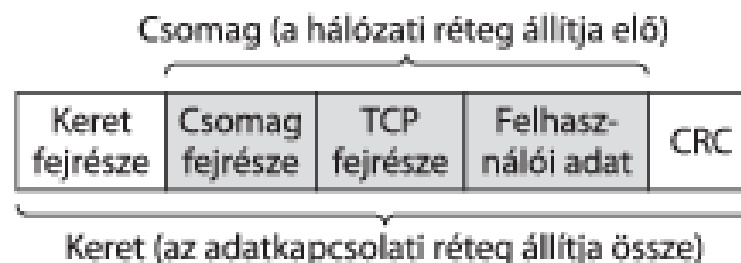 Csomag (a hálózati réteg állítja elő)
Keret fejrésze
Csomag fejrésze
TCP fejrésze
Felhasz-
nálói adat
CRC
Keret (az adatkapcsolati réteg állítja össze)